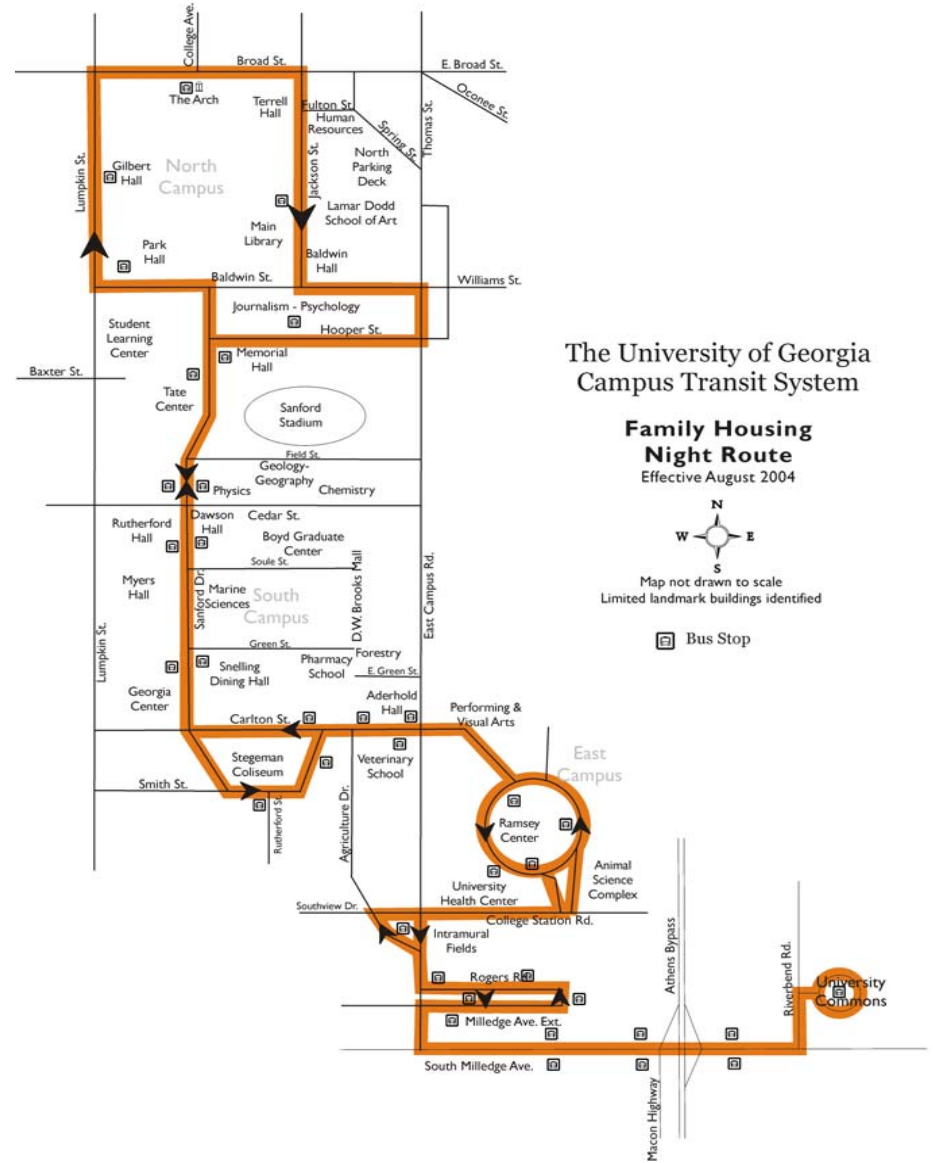 College Ave.
Broad St.
E. Broad St.
The Arch
Terrell
Hall
Fulton St.
Human
Resources
Oconee St.
Spring St.
Thomas St.
Lumpkin St.
Gilbert
Hall
North
Campus
Jackson St.
North
Parking
Deck
Lamar Dodd
School of Art
Main
Library
Park
Hall
Baldwin
Hall
Baldwin St.
Williams St.
Journalism - Psychology
Hooper St.
Student
Learning
Center
Memorial
Hall
Baxter St.
Tate
Center
Sanford
Stadium
The University of Georgia
Campus Transit System
Family Housing
Night Route
Effective August 2004
N
W
E
S
Map not drawn to scale
Limited landmark buildings identified
Bus Stop
Field St.
Geology-
Geography
Physics
Chemistry
Dawson
Hall
Cedar St.
Rutherford
Hall
Boyd Graduate
Center
Soule St.
Myers
Hall
Sanford Dr.
Marine
Sciences
South
Campus
D.W. Brooks Mall
East Campus Rd.
Green St.
Lumpkin St.
Pharmacy
School
Forestry
E. Green St.
Snelling
Dining Hall
Georgia
Center
Aderhold
Hall
Carlton St.
Performing &
Visual Arts
Stegeman
Coliseum
Veterinary
School
East
Campus
Smith St.
Rutherford St.
Agriculture Dr.
Ramsey
Center
Animal
Science
Complex
University
Health Center
Southview Dr.
College Station Rd.
Intramural
Fields
Athens Bypass
Riverbend Rd.
Rogers Rd.
University
Commons
Milledge Ave. Ext.
South Milledge Ave.
Macon Highway